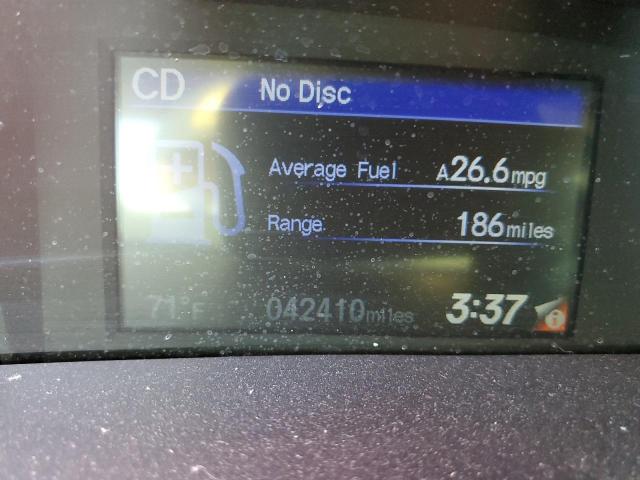 CD No Disc
Average Fuel A26.6mpg
Range 186miles
71°F 042410miles 3:37 i